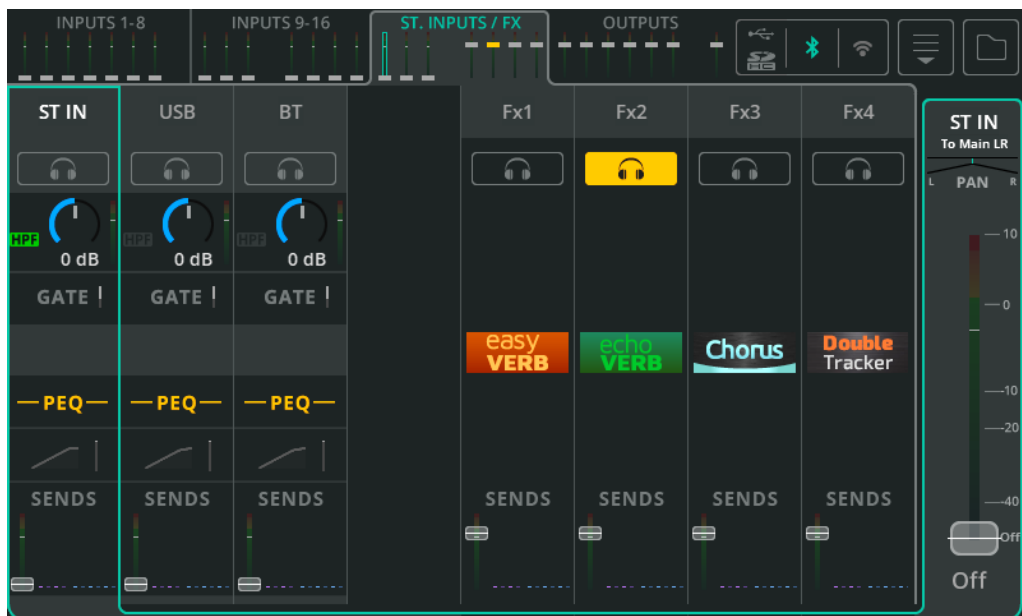 INPUTS 1-8
INPUTS 9-16
ST. INPUTS / FX
OUTPUTS
ST IN
USB
BT
Fx1
Fx2
Fx3
Fx4
HPF
0 dB
HPF
0 dB
HPF
0 dB
GATE
GATE
GATE
easy
VERB
echo
VERB
Chorus
Double
Tracker
PEQ
PEQ
PEQ
SENDS
SENDS
SENDS
SENDS
SENDS
SENDS
SENDS
ST IN
To Main LR
L PAN R
10
0
-10
-20
-40
Off
Off